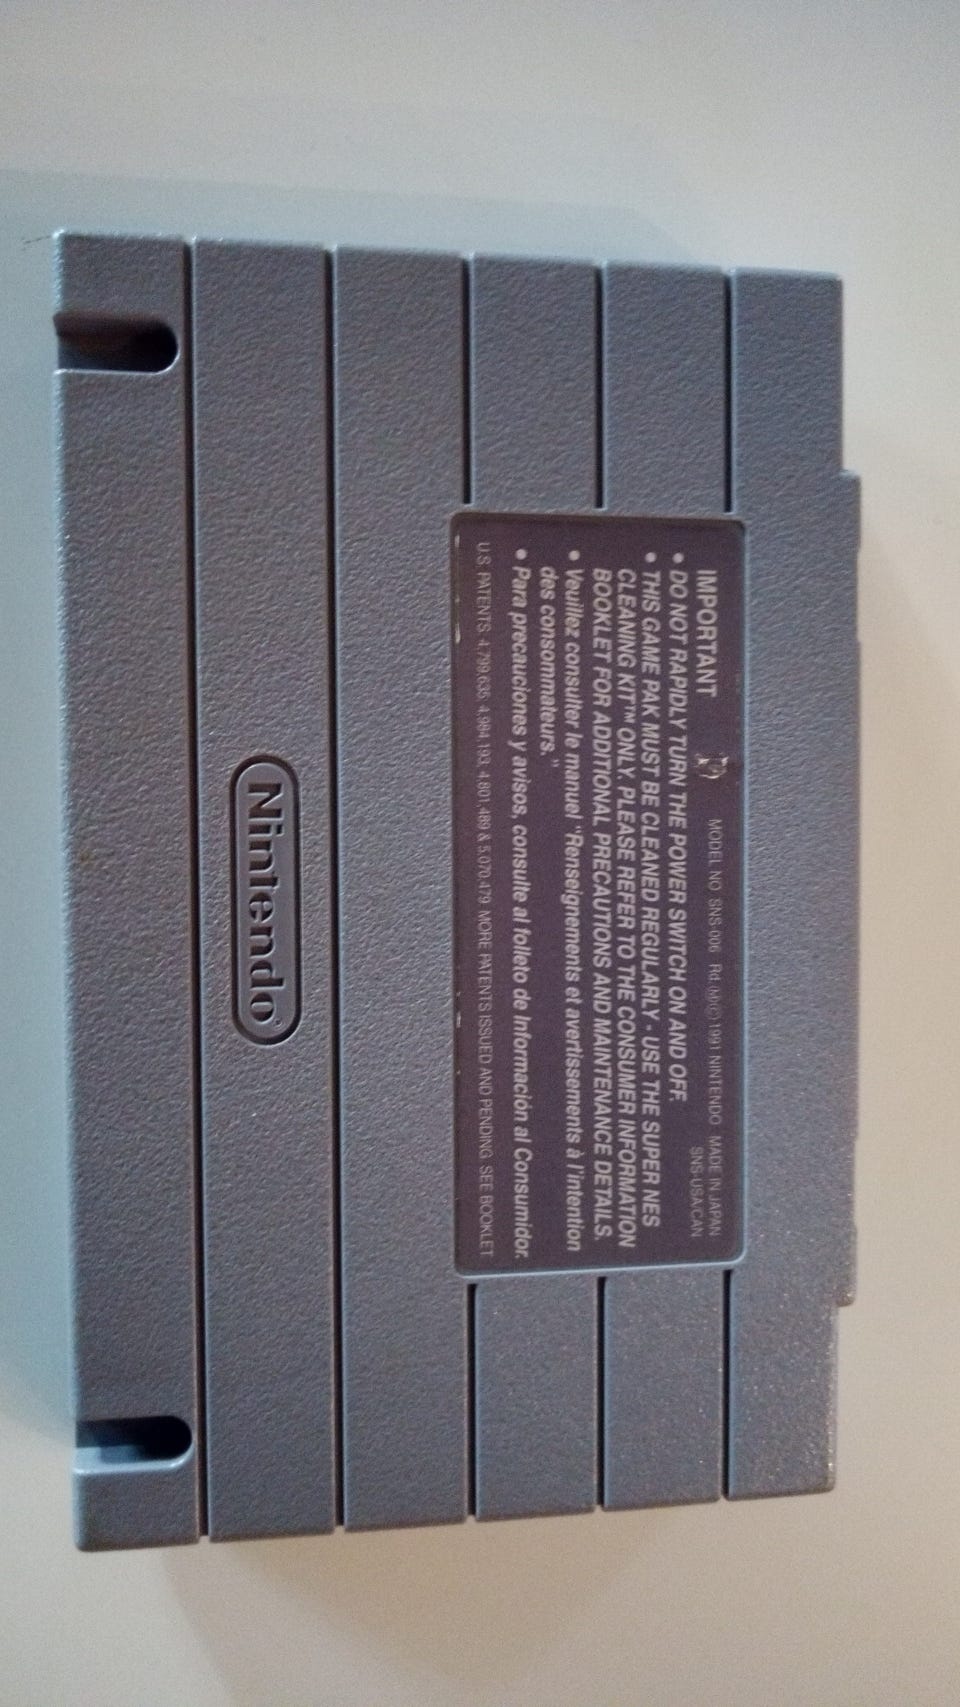 MODEL NO SNS-006 Rd. (M)©1991 NINTENDO MADE IN JAPAN
IMPORTANT SNS-USA/CAN
• DO NOT RAPIDLY TURN THE POWER SWITCH ON AND OFF.
• THIS GAME PAK MUST BE CLEANED REGULARLY - USE THE SUPER NES
CLEANING KIT™ ONLY. PLEASE REFER TO THE CONSUMER INFORMATION
BOOKLET FOR ADDITIONAL PRECAUTIONS AND MAINTENANCE DETAILS.
• Veuillez consulter le manuel "Renseignements et avertissements à l'intention
des consommateurs."
• Para precauciones y avisos, consulte al folleto de Información al Consumidor.
U.S. PATENTS 4,799,635, 4,984,193, 4,801,489 & 5,070,479 MORE PATENTS ISSUED AND PENDING SEE BOOKLET
Nintendo®